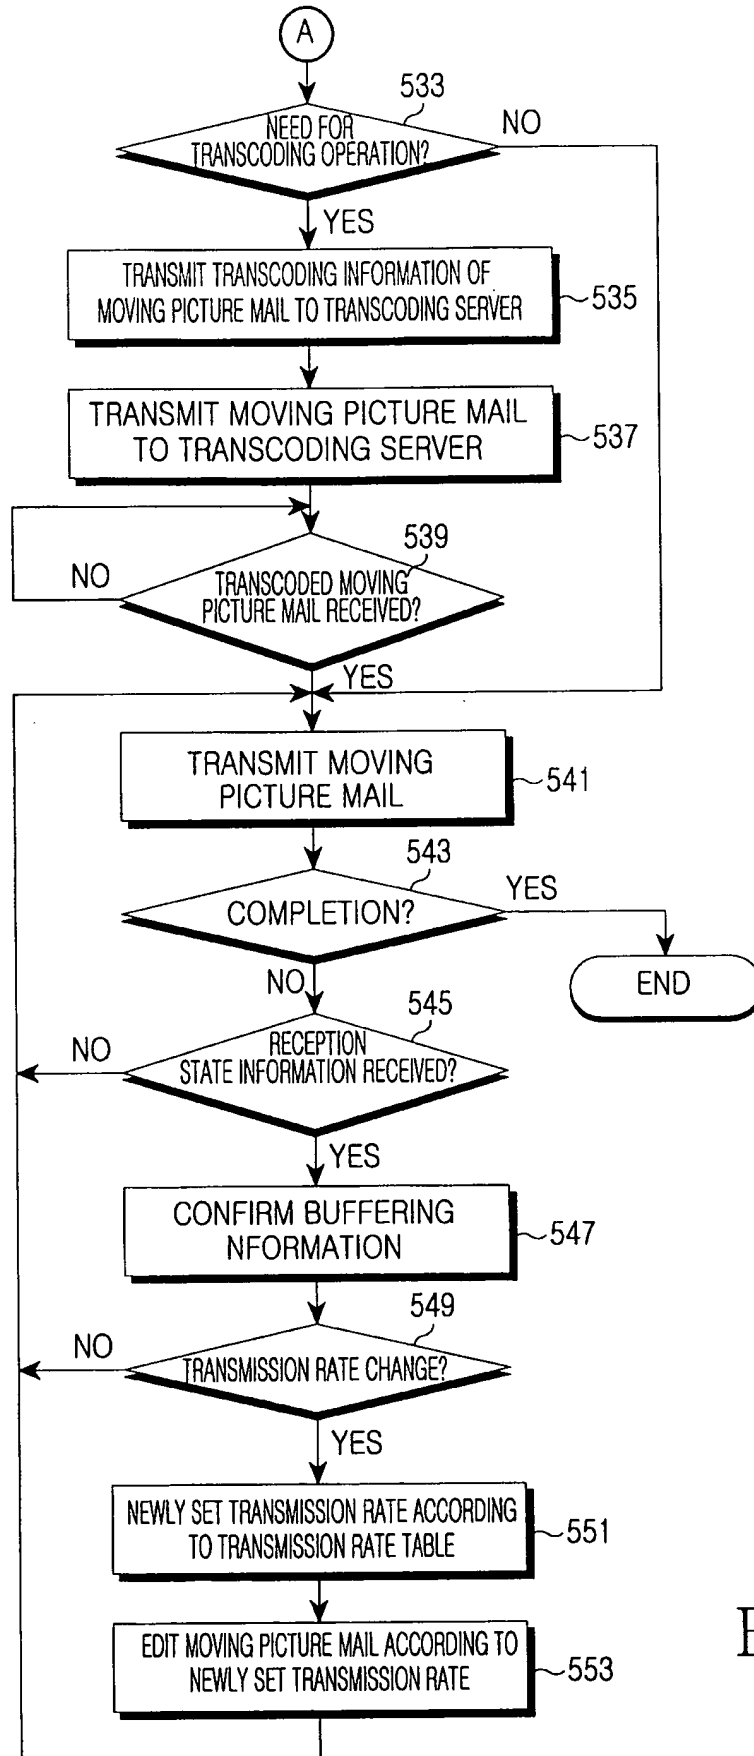 A
533
NEED FOR
TRANSCODING OPERATION?
NO
YES
TRANSMIT TRANSCODING INFORMATION OF
MOVING PICTURE MAIL TO TRANSCODING SERVER
535
TRANSMIT MOVING PICTURE MAIL
TO TRANSCODING SERVER
537
539
TRANSCODED MOVING
PICTURE MAIL RECEIVED?
NO
YES
TRANSMIT MOVING
PICTURE MAIL
541
543
COMPLETION?
YES
NO
END
545
RECEPTION
STATE INFORMATION RECEIVED?
NO
YES
CONFIRM BUFFERING
NFORMATION
547
549
TRANSMISSION RATE CHANGE?
NO
YES
NEWLY SET TRANSMISSION RATE ACCORDING
TO TRANSMISSION RATE TABLE
551
EDIT MOVING PICTURE MAIL ACCORDING TO
NEWLY SET TRANSMISSION RATE
553